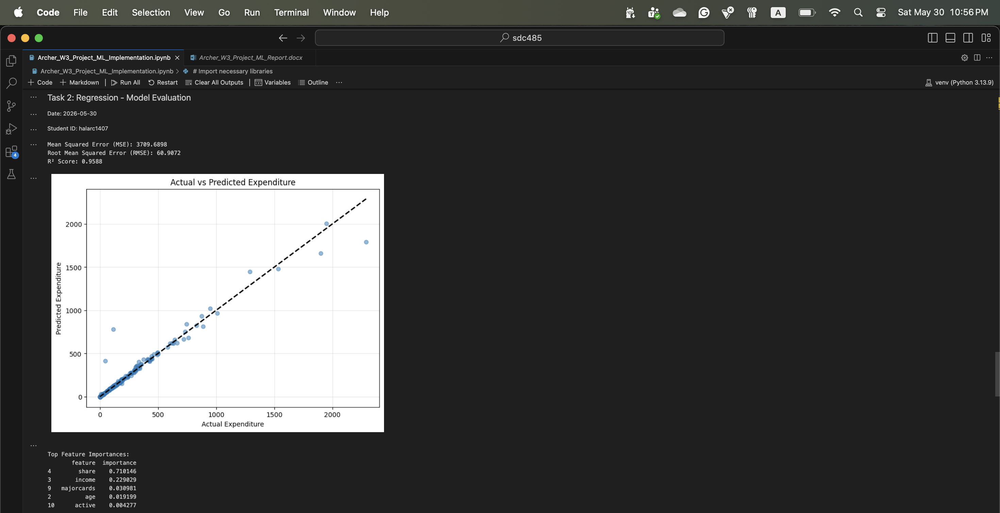 Code File Edit Selection View Go Run Terminal Window Help A Sat May 30 10:56 PM
sdc485
Archer_W3_Project_ML_Implementation.ipynb Archer_W3_Project_ML_Report.docx
Archer_W3_Project_ML_Implementation.ipynb > # Import necessary libraries
+ Code + Markdown | Run All Restart Clear All Outputs | Variables Outline ... venv (Python 3.13.9)
Task 2: Regression - Model Evaluation
Date: 2026-05-30
Student ID: halarc1407
Mean Squared Error (MSE): 3709.6898
Root Mean Squared Error (RMSE): 60.9072
R² Score: 0.9588
4
Actual vs Predicted Expenditure
Predicted Expenditure
2000
1500
1000
500
0
0 500 1000 1500 2000
Actual Expenditure
Top Feature Importances:
feature importance
4 share 0.710146
3 income 0.229029
9 majorcards 0.030981
2 age 0.019199
10 active 0.004277